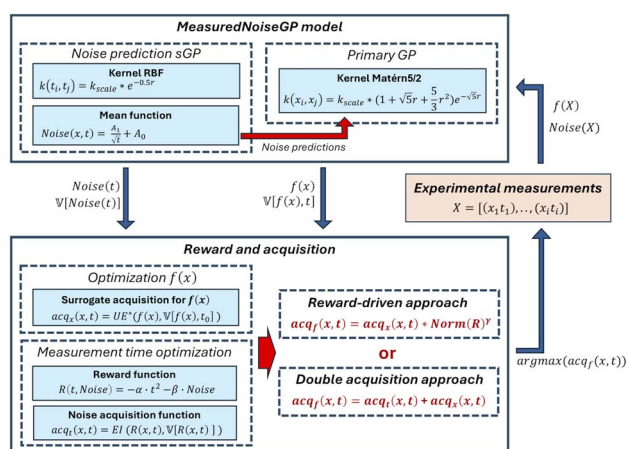 MeasuredNoiseGP model
Noise prediction sGP
Kernel RBF
k(t_i, t_j) = k_scale * e^{-0.5r}
Mean function
Noise(x, t) = A_1/√t + A_0
Primary GP
Kernel Matérn5/2
k(x_i, x_j) = k_scale * (1 + √5r + 5/3 r^2)e^{-√5r}
Noise predictions
Noise(t)
𝕍[Noise(t)]
f(x)
𝕍[f(x), t]
f(X)
Noise(X)
Experimental measurements
X = [(x_1t_1),..,(x_it_i)]
Reward and acquisition
Optimization f(x)
Surrogate acquisition for f(x)
acq_x(x, t) = UE*(f(x), 𝕍[f(x), t_0] )
Measurement time optimization
Reward function
R(t, Noise) = −α · t^2 −β · Noise
Noise acquisition function
acq_t(x, t) = EI (R(x, t), 𝕍[R(x, t) ] )
Reward-driven approach
acq_f(x, t) = acq_x(x, t) * Norm(R)^γ
or
Double acquisition approach
acq_f(x, t) = acq_t(x, t) + acq_x(x, t)
argmax(acq_f(x, t))